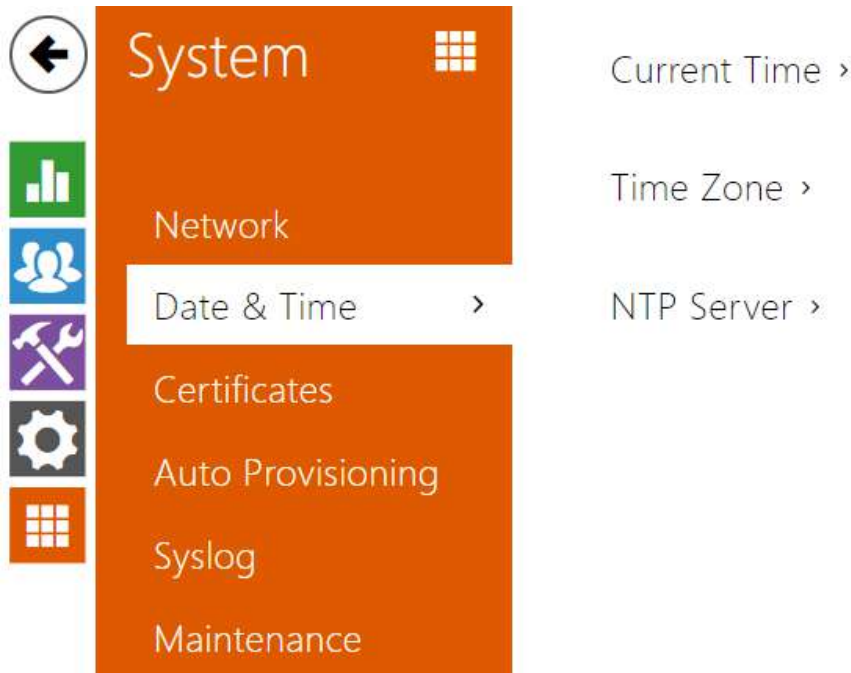 System
Network
Date & Time
Certificates
Auto Provisioning
Syslog
Maintenance
Current Time
Time Zone
NTP Server